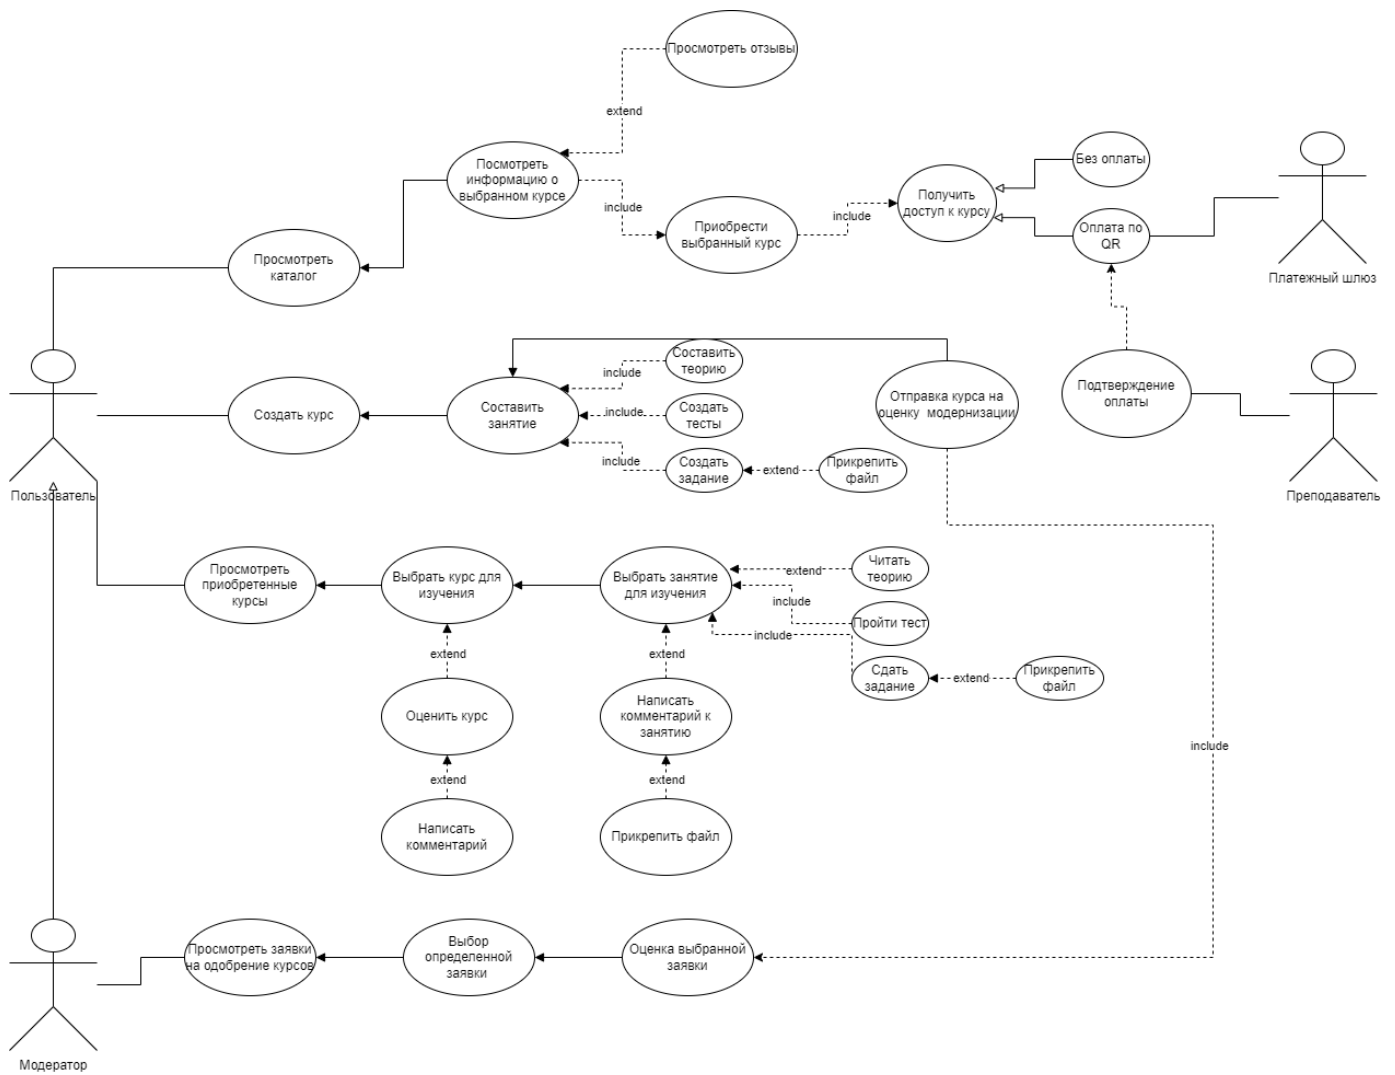 Просмотреть отзывы
extend
Посмотреть
информацию о
выбранном курсе
include
Приобрести
выбранный курс
include
Получить
доступ к курсу
Без оплаты
Оплата по
QR
Платежный шлюз
Просмотреть
каталог
Пользователь
Создать курс
Составить
занятие
include
Составить
теорию
include
Создать
тесты
include
Создать
задание
extend
Прикрепить
файл
Отправка курса на
оценку модернизации
Подтверждение
оплаты
Преподаватель
Просмотреть
приобретенные
курсы
Выбрать курс для
изучения
Выбрать занятие
для изучения
extend
Читать
теорию
include
Пройти тест
include
Сдать
задание
extend
Прикрепить
файл
extend
extend
Оценить курс
Написать
комментарий к
занятию
include
extend
extend
Написать
комментарий
Прикрепить файл
Просмотреть заявки
на одобрение курсов
Выбор
определенной
заявки
Оценка выбранной
заявки
Модератор